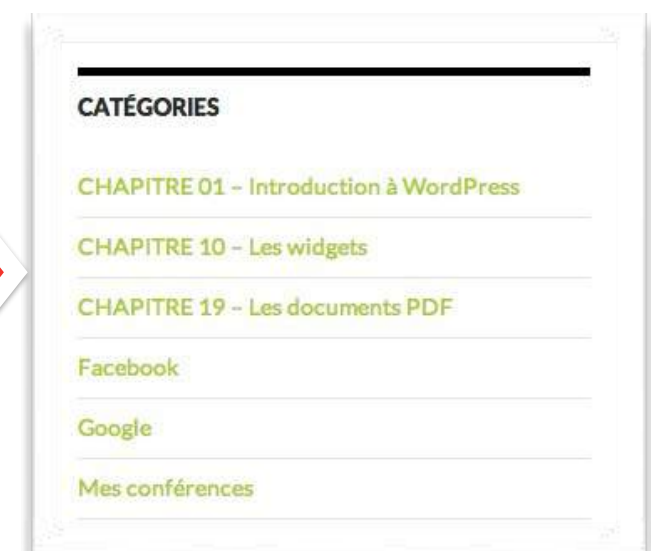 CATÉGORIES
CHAPITRE 01 – Introduction à WordPress
CHAPITRE 10 – Les widgets
CHAPITRE 19 – Les documents PDF
Facebook
Google
Mes conférences